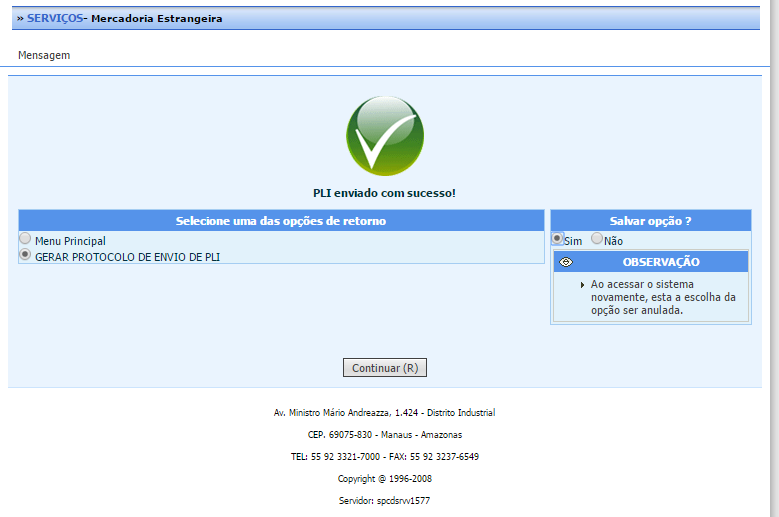 » SERVIÇOS- Mercadoria Estrangeira
Mensagem
PLI enviado com sucesso!
Selecione uma das opções de retorno
Menu Principal
GERAR PROTOCOLO DE ENVIO DE PLI
Salvar opção ?
Sim Não
OBSERVAÇÃO
Ao acessar o sistema
novamente, esta a escolha da
opção ser anulada.
Continuar (R)
Av. Ministro Mário Andreazza, 1.424 - Distrito Industrial
CEP. 69075-830 - Manaus - Amazonas
TEL: 55 92 3321-7000 - FAX: 55 92 3237-6549
Copyright @ 1996-2008
Servidor: spcdsrvv1577